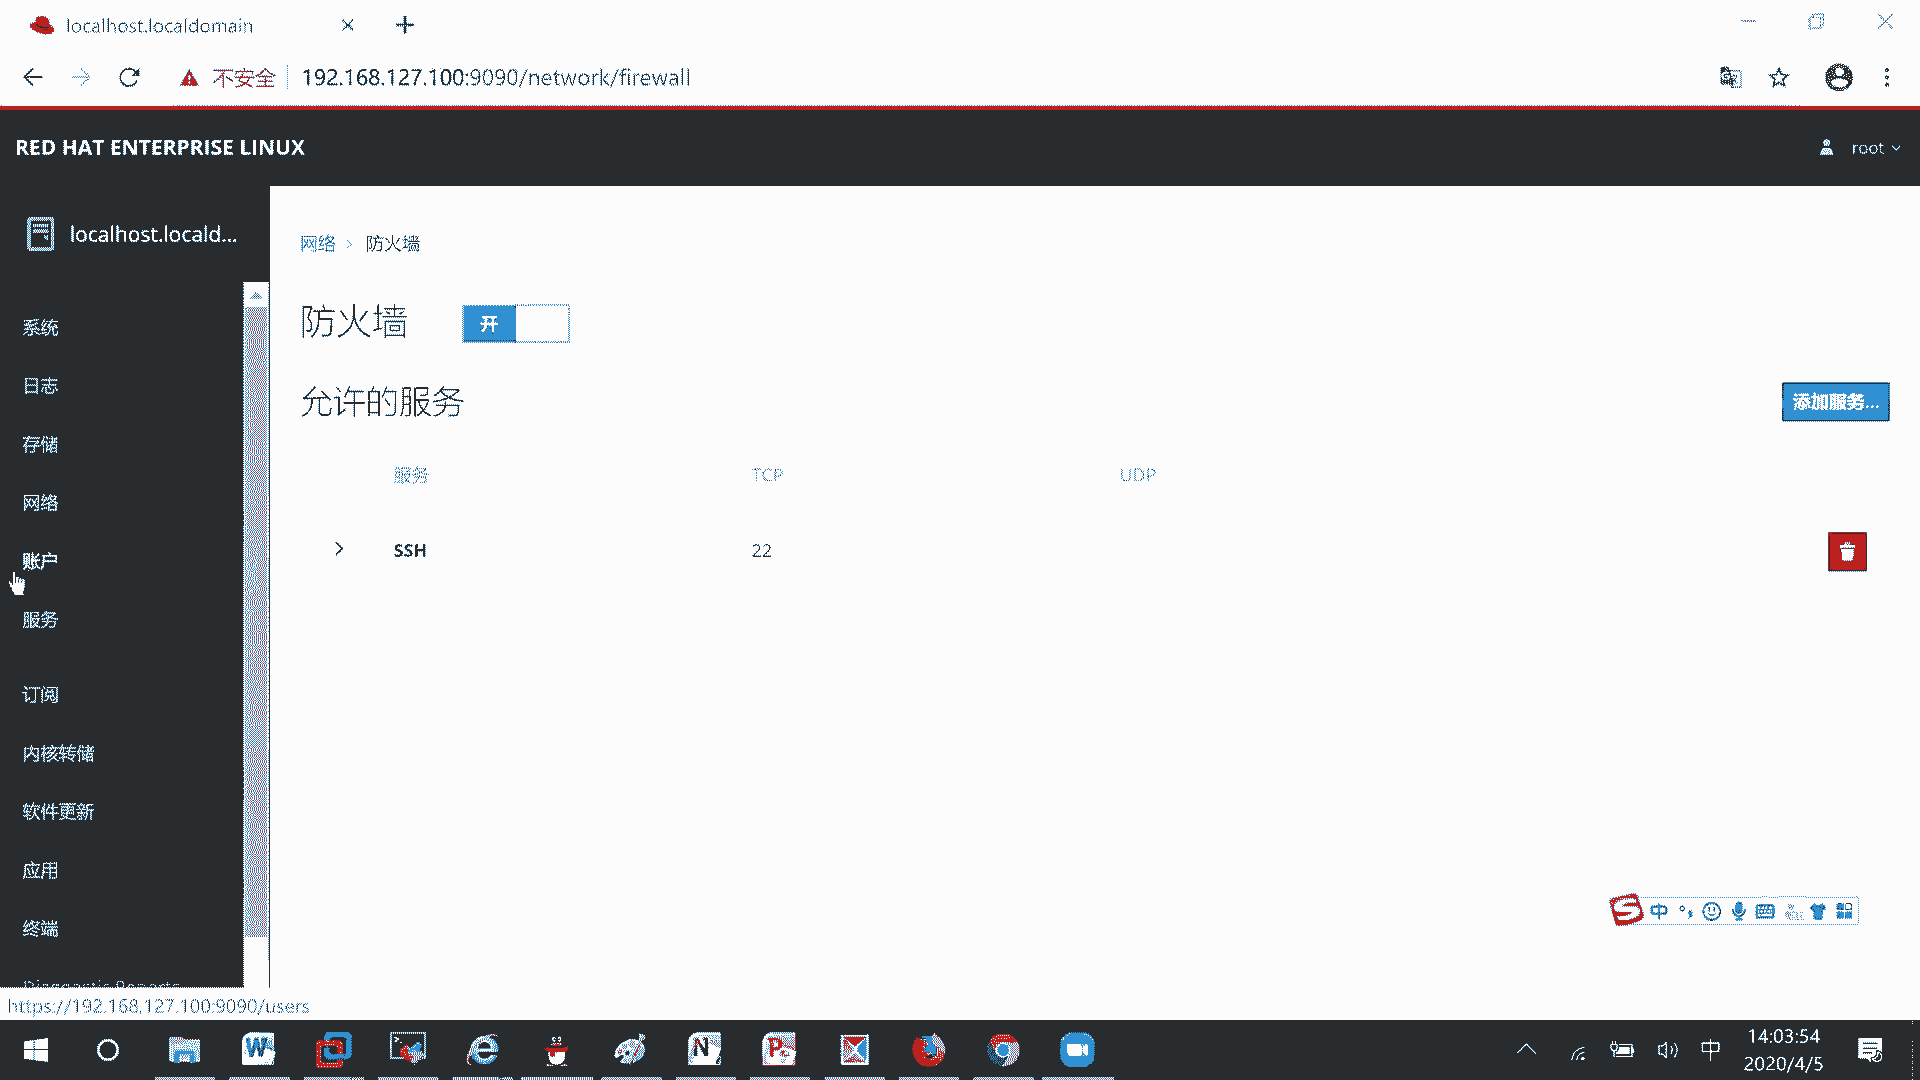 localhost.localdomain
不安全
192.168.127.100:9090/network/firewall
RED HAT ENTERPRISE LINUX
root
localhost.locald...
网络 > 防火墙
防火墙
开
允许的服务
添加服务...
服务 TCP UDP
SSH 22
系统
日志
存储
网络
账户
服务
订阅
内核转储
软件更新
应用
终端
Diagnostic Reports
https://192.168.127.100:9090/users
中
中
14:03:54
2020/4/5